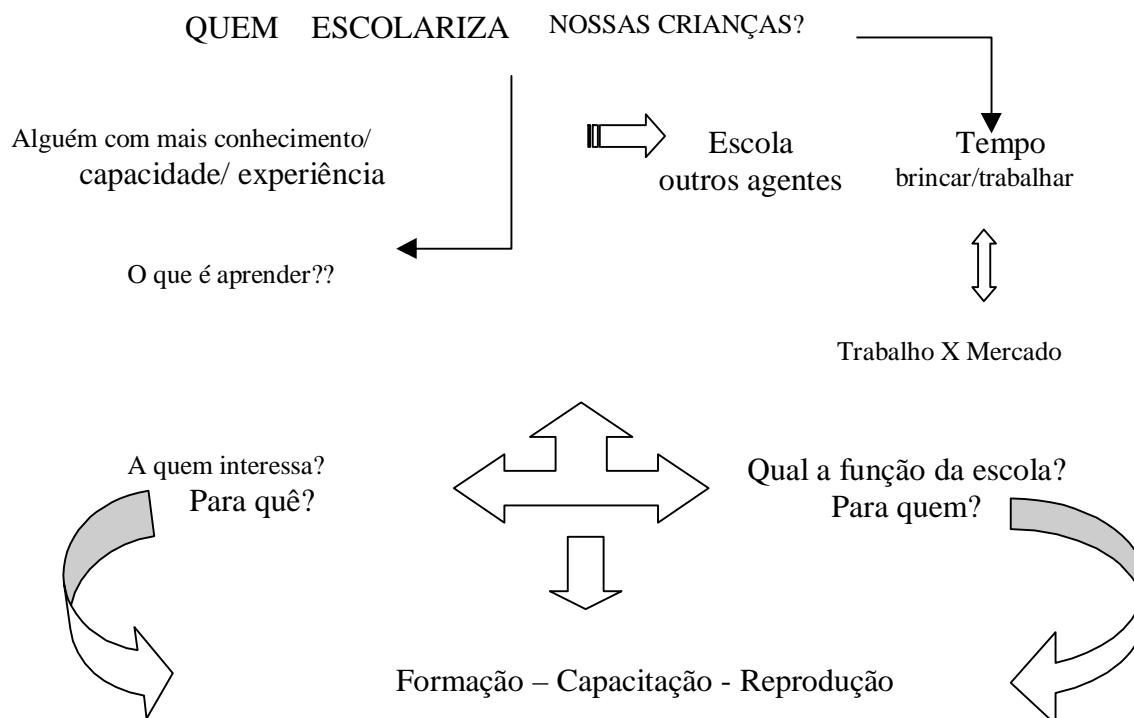 QUEM ESCOLARIZA NOSSAS CRIANÇAS?
Alguém com mais conhecimento/
capacidade/ experiência
Escola
outros agentes
Tempo
brincar/trabalhar
O que é aprender??
Trabalho X Mercado
A quem interessa?
Para quê?
Qual a função da escola?
Para quem?
Formação – Capacitação - Reprodução